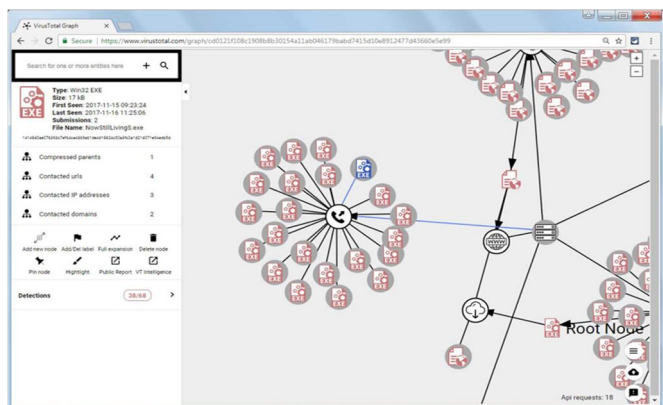 VirusTotal Graph
Secure
https://www.virustotal.com/graph/cd0121f108c1908b8b30154a11ab046179babd7415d10e8912477d43660e5e99
Search for one or more entities here
Type: Win32 EXE
Size: 17 kB
First Seen: 2017-11-15 09:23:24
Last Seen: 2017-11-16 11:25:06
Submissions: 2
File Name: NowStillLivingS.exe
Compressed parents 1
Contacted urls 4
Contacted IP addresses 3
Contacted domains 2
Add new node Add/Del label Full expansion Delete node
Pin node Hightlight Public Report VT Intelligence
Detections 38/68
EXE
WWW
Root Node
Api requests: 18